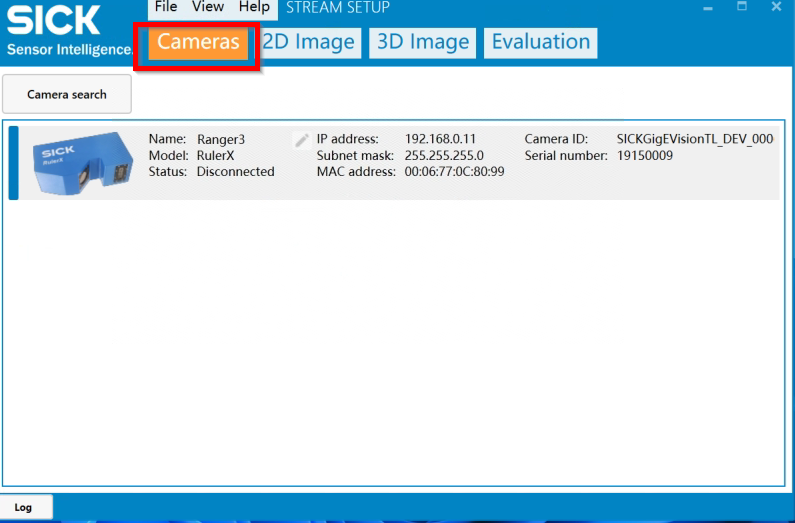 SICK
Sensor Intelligence.
File View Help STREAM SETUP
Cameras 2D Image 3D Image Evaluation
Camera search
SICK
RulerX
Name: Ranger3 IP address: 192.168.0.11 Camera ID: SICKGigEVisionTL_DEV_000
Model: RulerX Subnet mask: 255.255.255.0 Serial number: 19150009
Status: Disconnected MAC address: 00:06:77:0C:80:99
Log